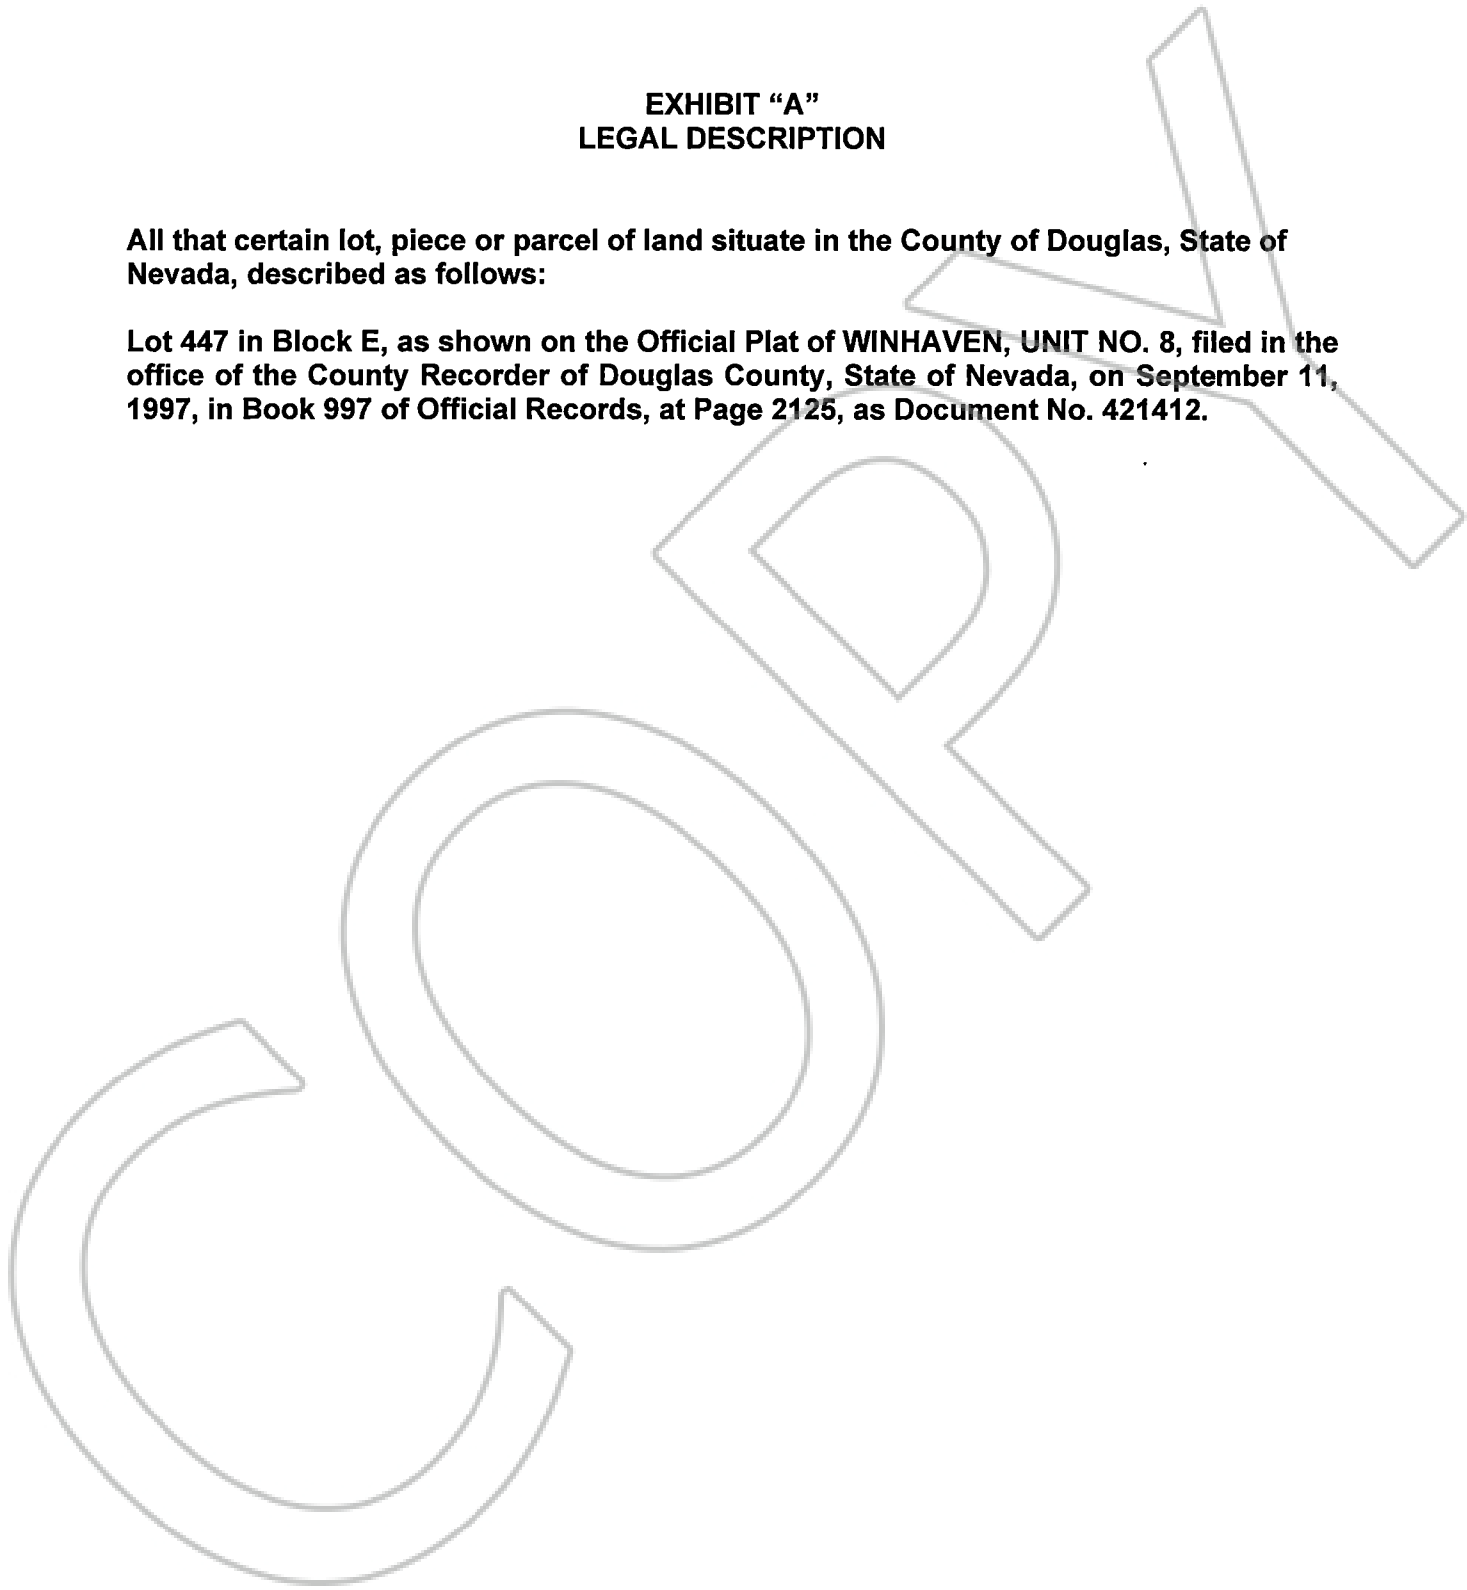 EXHIBIT “A”
LEGAL DESCRIPTION
All that certain lot, piece or parcel of land situate in the County of Douglas, State of
Nevada, described as follows:
Lot 447 in Block E, as shown on the Official Plat of WINHAVEN, UNIT NO. 8, filed in the
office of the County Recorder of Douglas County, State of Nevada, on September 11,
1997, in Book 997 of Official Records, at Page 2125, as Document No. 421412.
COPY